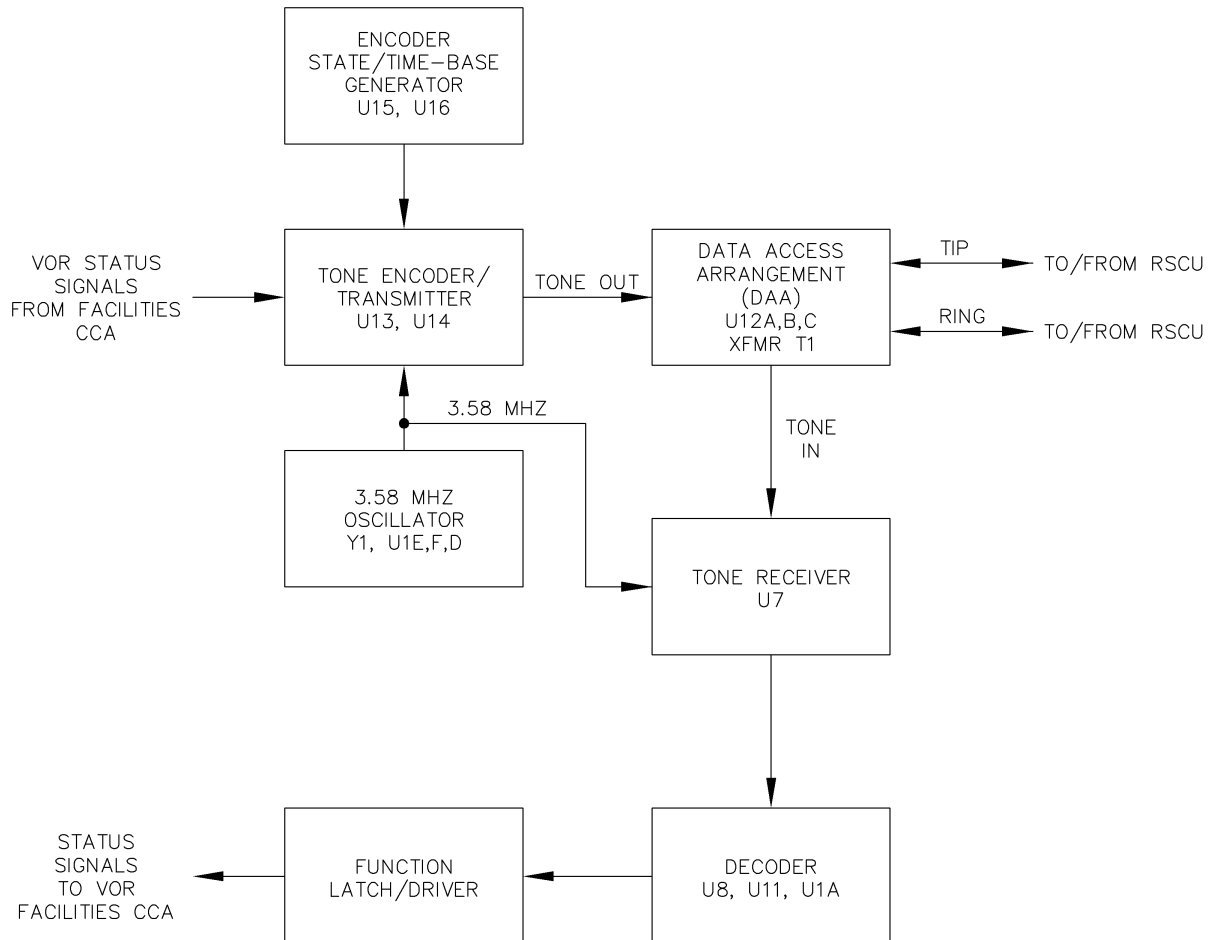 ENCODER
STATE/TIME-BASE
GENERATOR
U15, U16
VOR STATUS
SIGNALS
FROM FACILITIES
CCA
TONE ENCODER/
TRANSMITTER
U13, U14
TONE OUT
DATA ACCESS
ARRANGEMENT
(DAA)
U12A,B,C
XFMR T1
TIP
TO/FROM RSCU
RING
TO/FROM RSCU
3.58 MHZ
TONE
IN
3.58 MHZ
OSCILLATOR
Y1, U1E,F,D
TONE RECEIVER
U7
STATUS
SIGNALS
TO VOR
FACILITIES CCA
FUNCTION
LATCH/DRIVER
DECODER
U8, U11, U1A